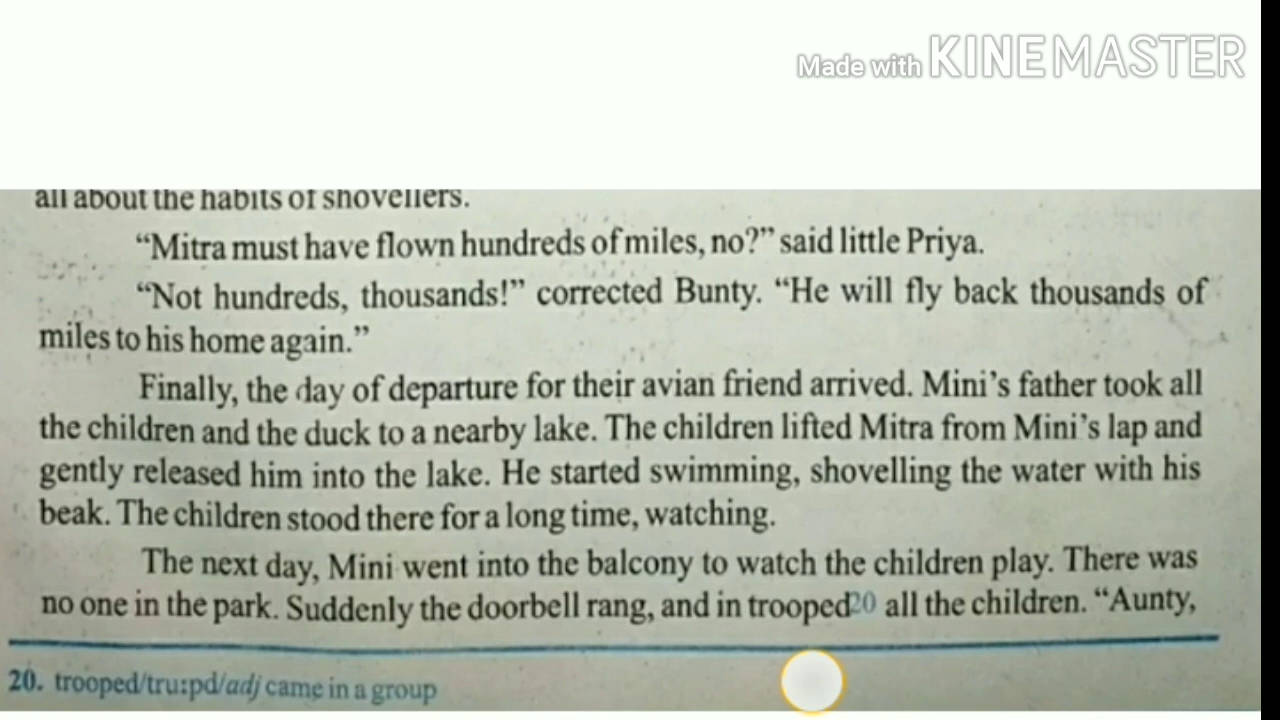 Made with KINEMASTER
all about the habits of shovellers.
“Mitra must have flown hundreds of miles, no?” said little Priya.
“Not hundreds, thousands!” corrected Bunty. “He will fly back thousands of
miles to his home again.”
Finally, the day of departure for their avian friend arrived. Mini’s father took all
the children and the duck to a nearby lake. The children lifted Mitra from Mini’s lap and
gently released him into the lake. He started swimming, shovelling the water with his
beak. The children stood there for a long time, watching.
The next day, Mini went into the balcony to watch the children play. There was
no one in the park. Suddenly the doorbell rang, and in trooped20 all the children. “Aunty,
20. trooped/tru:pd/adj came in a group